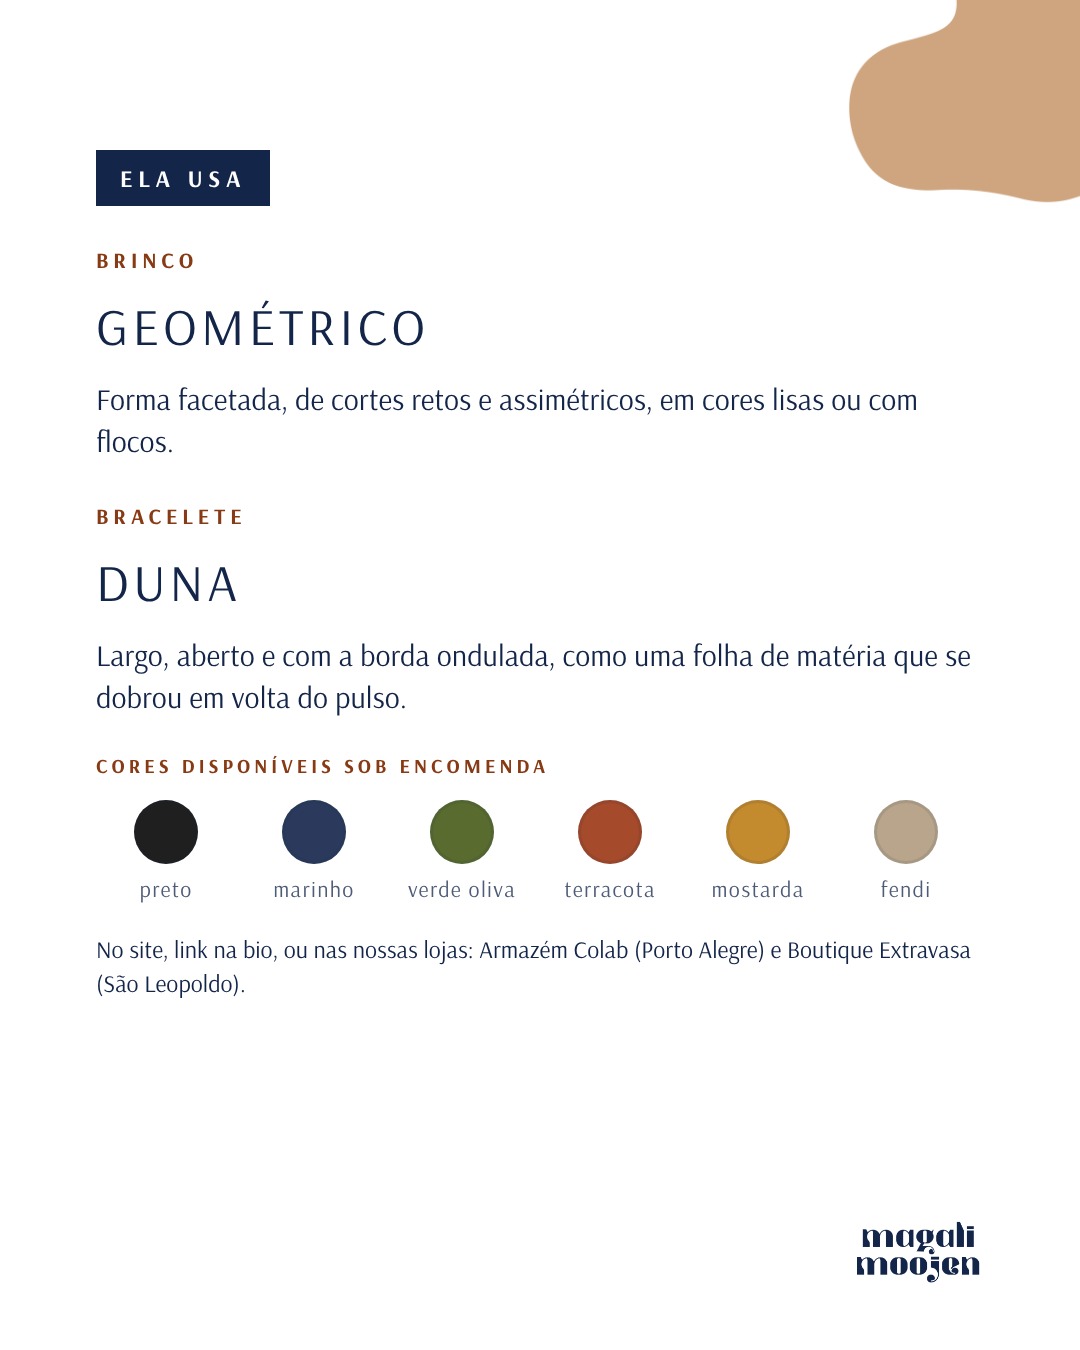 ELA USA
BRINCO
GEOMÉTRICO
Forma facetada, de cortes retos e assimétricos, em cores lisas ou com
flocos.
BRACELETE
DUNA
Largo, aberto e com a borda ondulada, como uma folha de matéria que se
dobrou em volta do pulso.
CORES DISPONÍVEIS SOB ENCOMENDA
preto marinho verde oliva terracota mostarda fendi
No site, link na bio, ou nas nossas lojas: Armazém Colab (Porto Alegre) e Boutique Extravasa
(São Leopoldo).
magali
moojen